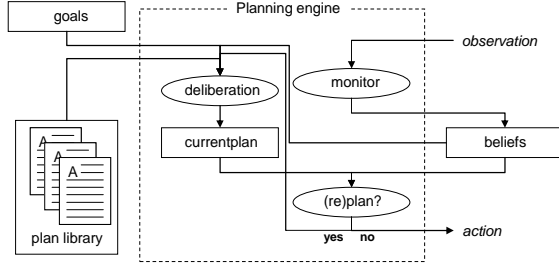 Planning engine
goals
observation
deliberation
monitor
currentplan
beliefs
A
A
A
(re)plan?
plan library
yes no
action